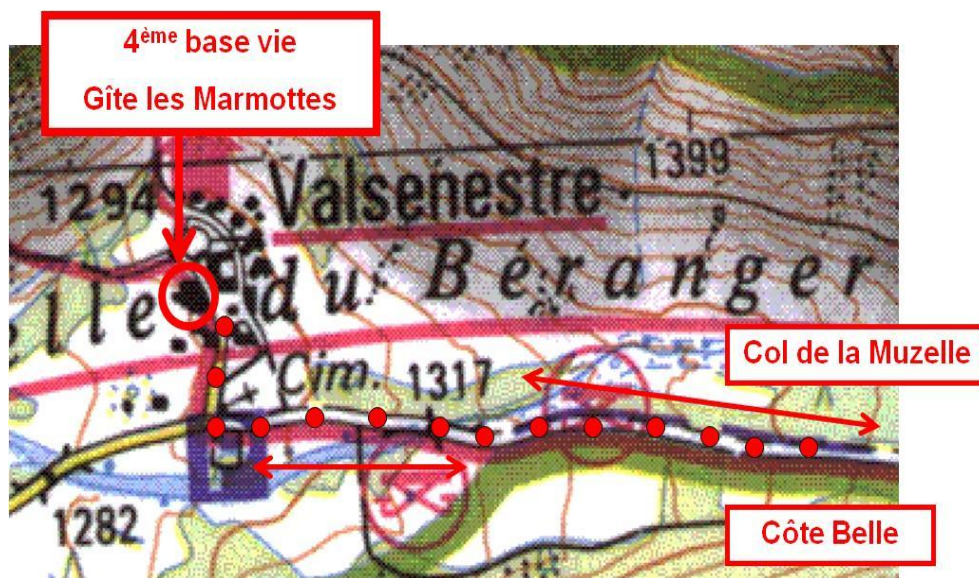 4ème base vie
Gîte les Marmottes
1294
Valsenestre
1399
elle du Béranger
Col de la Muzelle
Cim.
1317
1282
Côte Belle